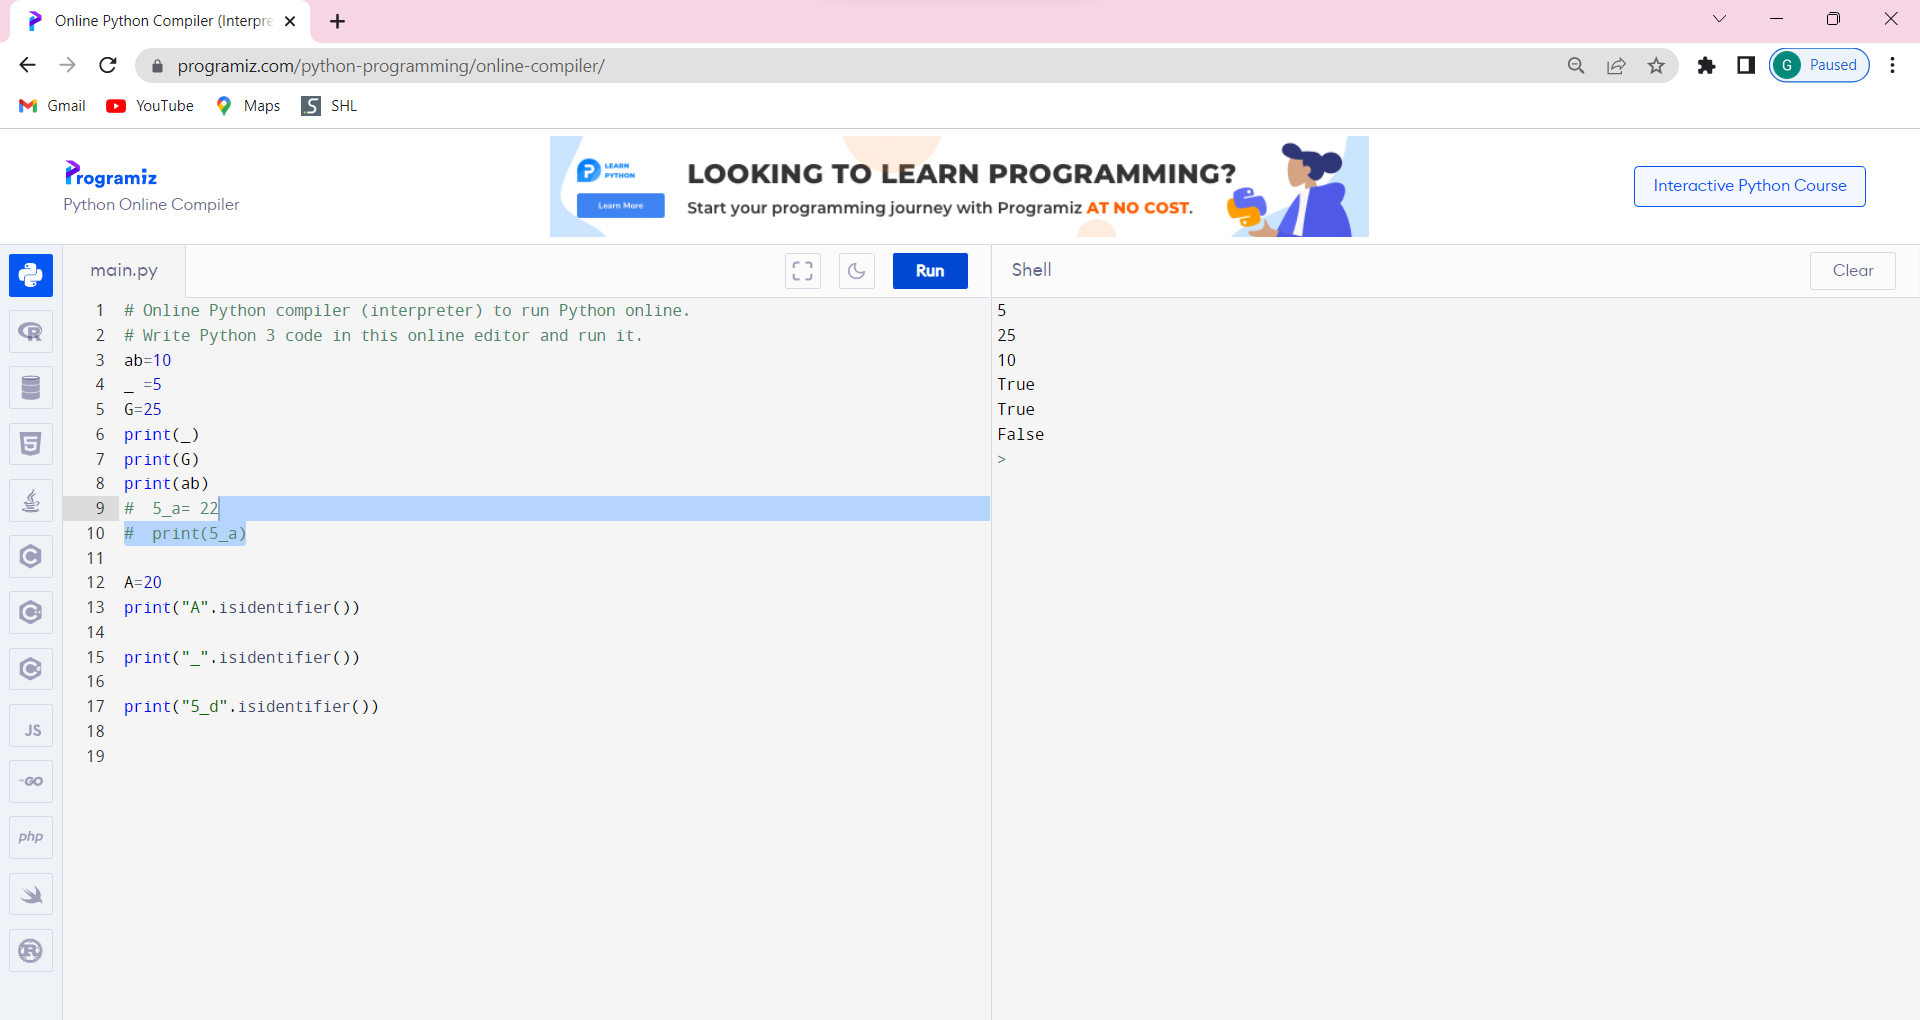 Online Python Compiler (Interpre
programiz.com/python-programming/online-compiler/
G Paused
Gmail YouTube Maps SHL
Programiz
Python Online Compiler
LEARN
PYTHON
Learn More
LOOKING TO LEARN PROGRAMMING?
Start your programming journey with Programiz AT NO COST.
Interactive Python Course
main.py
Run
Shell
Clear
1 # Online Python compiler (interpreter) to run Python online.
2 # Write Python 3 code in this online editor and run it.
3 ab=10
4 _ =5
5 G=25
6 print(_)
7 print(G)
8 print(ab)
9 #  5_a= 22
10 #  print(5_a)
11
12 A=20
13 print("A".isidentifier())
14
15 print("_".isidentifier())
16
17 print("5_d".isidentifier())
18
19
5
25
10
True
True
False
>
R
5
C
C
C
JS
GO
php
R